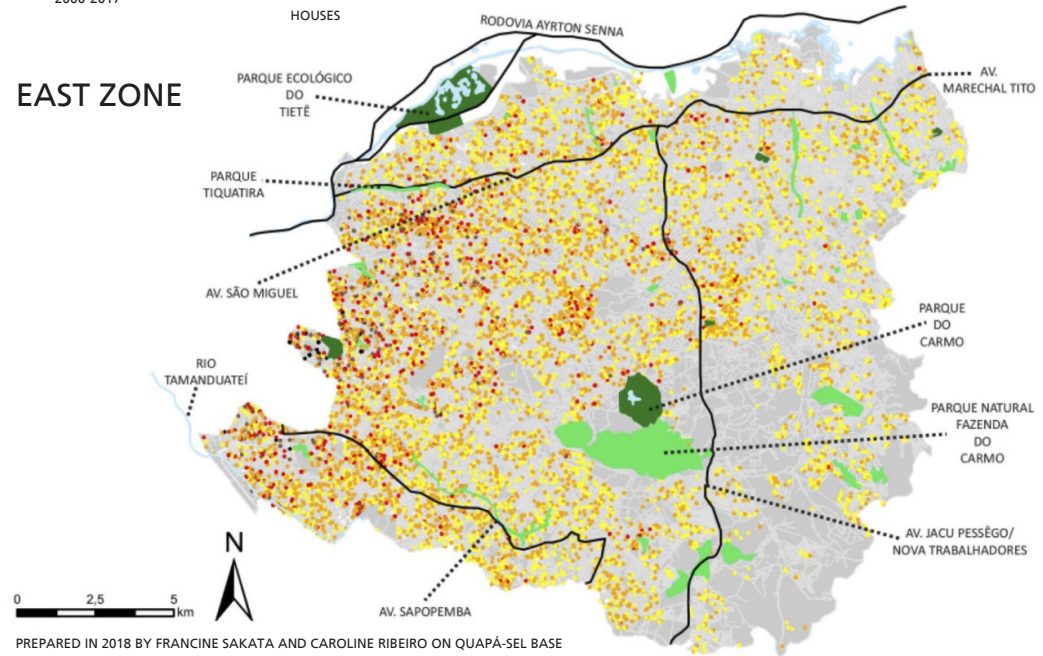 2000-2017
HOUSES
EAST ZONE
RODOVIA AYRTON SENNA
PARQUE ECOLÓGICO
DO
TIETÊ
AV.
MARECHAL TITO
PARQUE
TIQUATIRA
AV. SÃO MIGUEL
PARQUE
DO
CARMO
RIO
TAMANDUATEÍ
PARQUE NATURAL
FAZENDA
DO
CARMO
AV. JACU PESSÊGO/
NOVA TRABALHADORES
N
0 2,5 5
km
AV. SAPOPEMBA
PREPARED IN 2018 BY FRANCINE SAKATA AND CAROLINE RIBEIRO ON QUAPÁ-SEL BASE